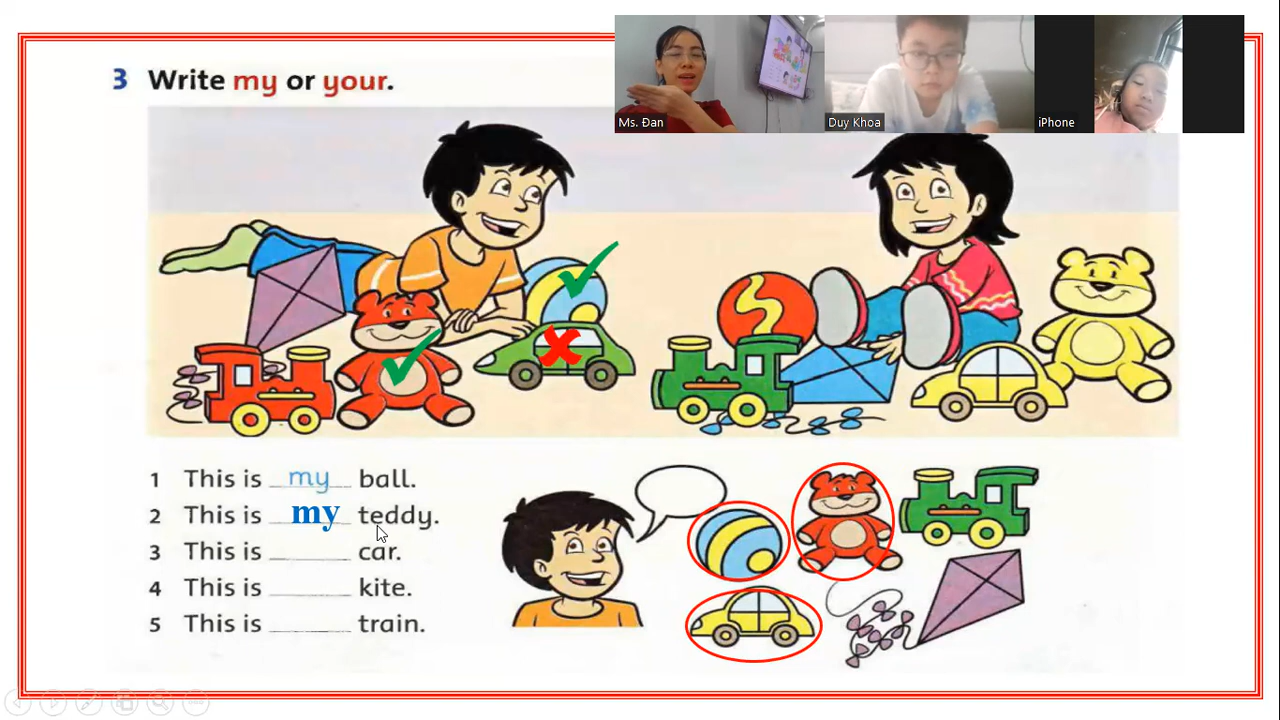 3 Write my or your.
Ms. Đan
Duy Khoa
iPhone
1 This is my ball.
2 This is my teddy.
3 This is ______ car.
4 This is ______ kite.
5 This is ______ train.